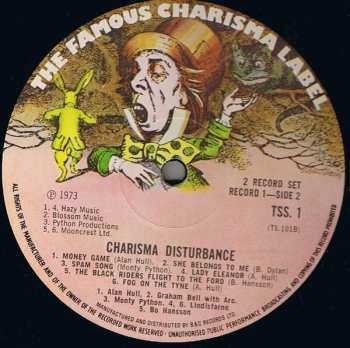 THE FAMOUS CHARISMA LABEL
℗ 1973
1. 4. Hazy Music
2. Blossom Music
3. Python Productions
5. 6. Mooncrest Ltd.
2 RECORD SET
RECORD 1—SIDE 2
TSS. 1
(TS. 101B)
CHARISMA DISTURBANCE
1. MONEY GAME (Alan Hull) 2. SHE BELONGS TO ME (B. Dylan)
3. SPAM SONG (Monty Python) 4. LADY ELEANOR (A. Hull)
5. THE BLACK RIDERS FLIGHT TO THE FORD (B. Hansson)
6. FOG ON THE TYNE (A. Hull)
1. Alan Hull, 2. Graham Bell with Arc.
3. Monty Python. 4. 6. Lindisfarne
5. Bo Hansson
MANUFACTURED AND DISTRIBUTED BY B&C RECORDS LTD
ALL RIGHTS OF THE MANUFACTURER AND OF THE OWNER OF THE RECORDED WORK RESERVED—UNAUTHORISED PUBLIC PERFORMANCE, BROADCASTING AND COPYING OF THIS RECORD PROHIBITED